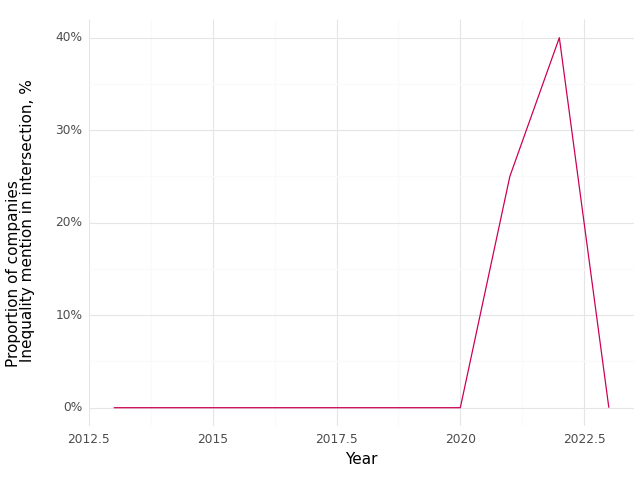 Proportion of companies
Inequality mention in intersection, %
40%
30%
20%
10%
0%
2012.5 2015 2017.5 2020 2022.5
Year